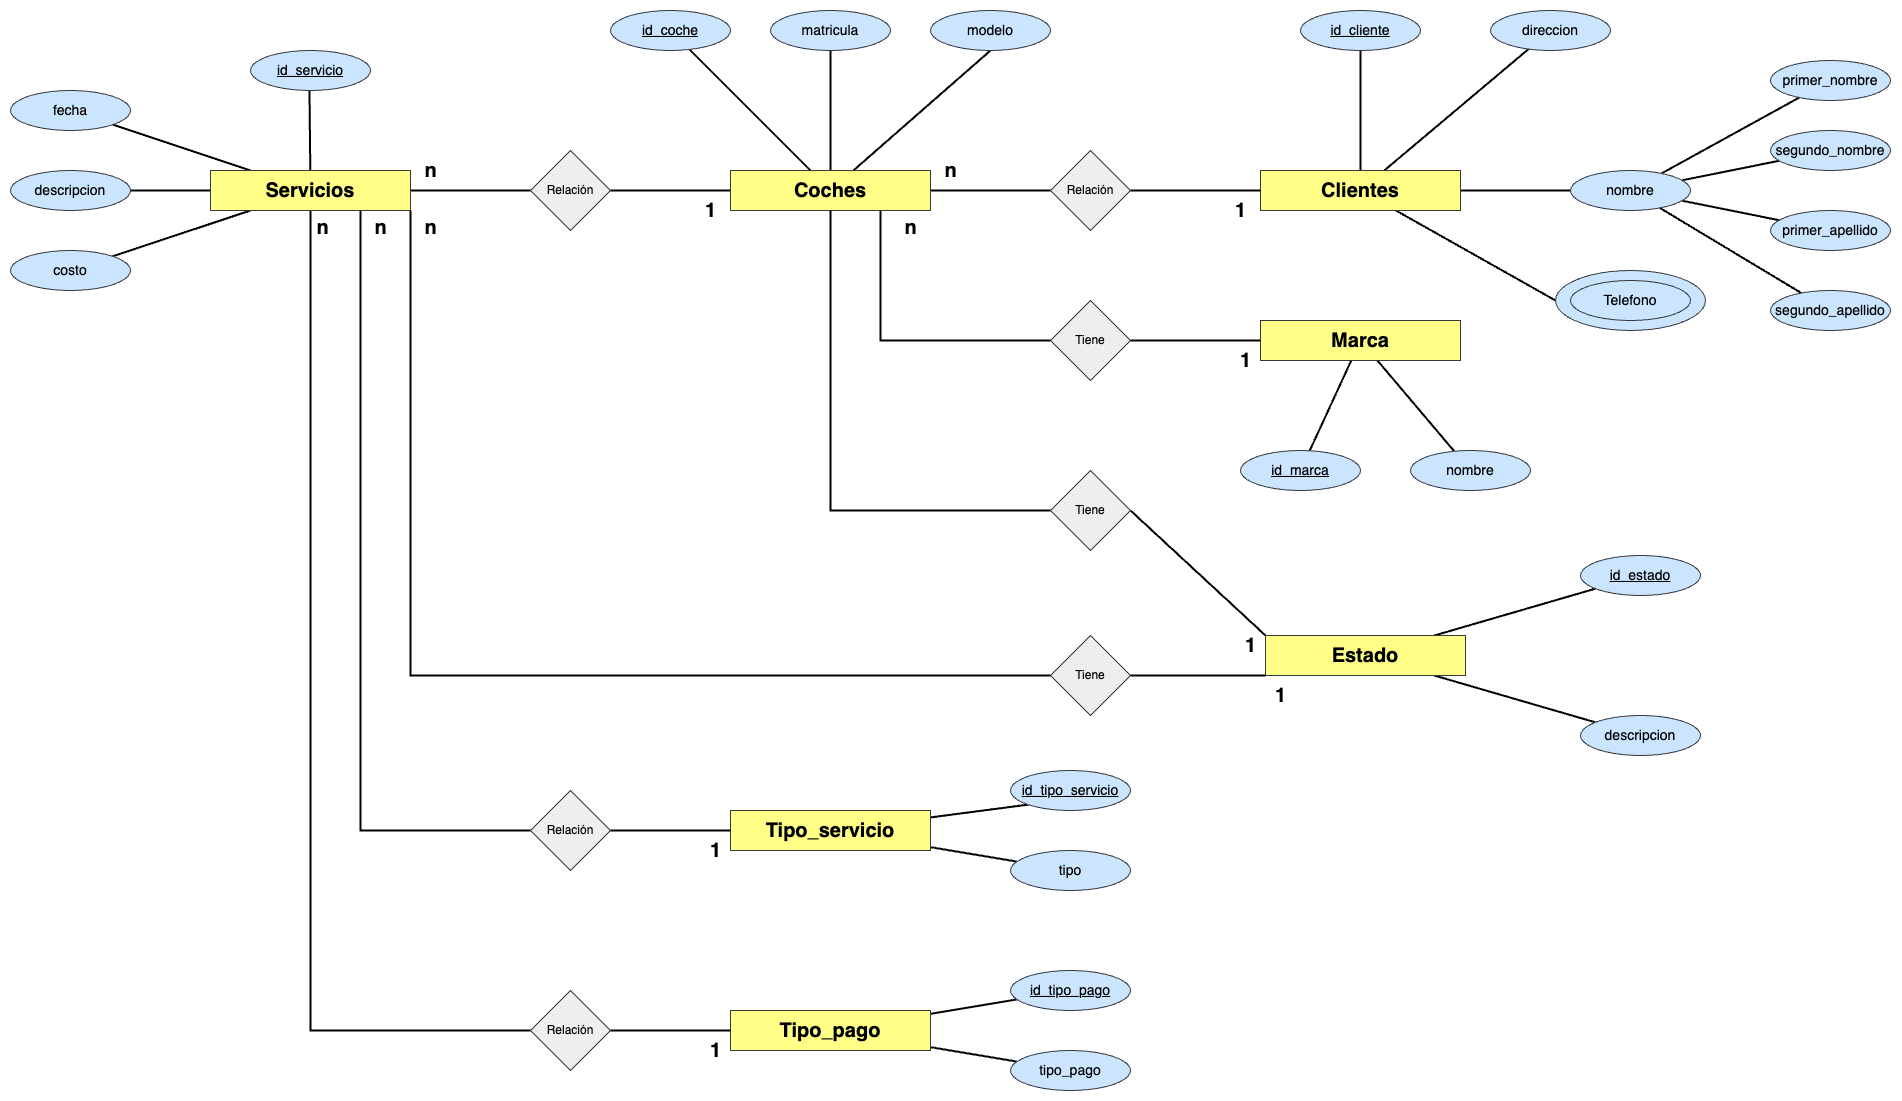 id_coche
matricula
modelo
id_cliente
direccion
id_servicio
primer_nombre
fecha
segundo_nombre
n
n
Servicios
Relación
Coches
Relación
Clientes
nombre
descripcion
1
1
n
n
n
n
primer_apellido
costo
Telefono
segundo_apellido
Tiene
Marca
1
id_marca
nombre
Tiene
id_estado
1
Estado
Tiene
1
descripcion
id_tipo_servicio
Relación
Tipo_servicio
1
tipo
id_tipo_pago
Relación
Tipo_pago
1
tipo_pago